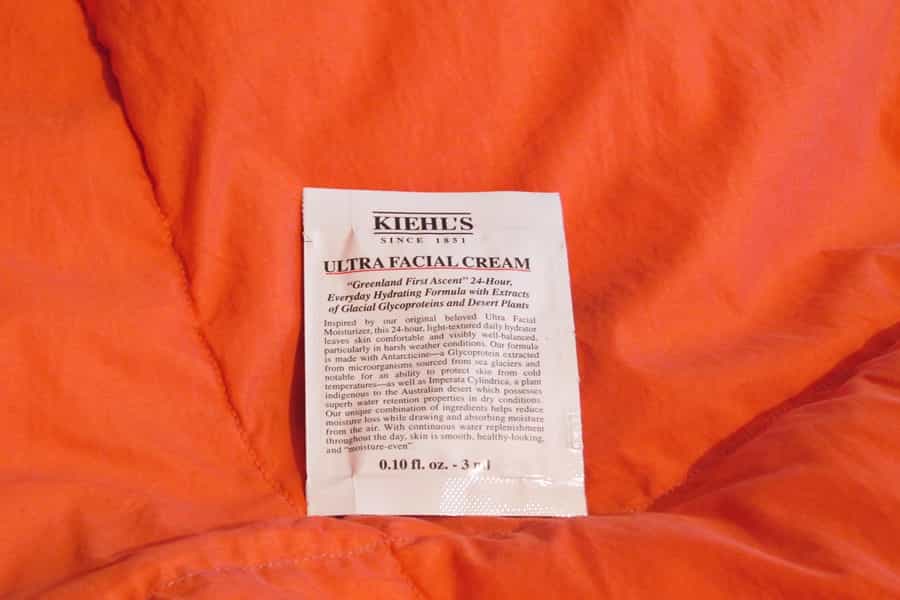 KIEHL'S
SINCE 1851
ULTRA FACIAL CREAM
"Greenland First Ascent" 24-Hour,
Everyday Hydrating Formula with Extracts
of Glacial Glycoproteins and Desert Plants
Inspired by our original beloved Ultra Facial
Moisturizer, this 24-hour, light-textured daily hydrator
leaves skin comfortable and visibly well-balanced,
particularly in harsh weather conditions. Our formula
is made with Antarcticine—a Glycoprotein extracted
from microorganisms sourced from sea glaciers and
notable for an ability to protect skin from cold
temperatures—as well as Imperata Cylindrica, a plant
indigenous to the Australian desert which possesses
superb water retention properties in dry conditions.
Our unique combination of ingredients helps reduce
moisture loss while drawing and absorbing moisture
from the air. With continuous water replenishment
throughout the day, skin is smooth, healthy-looking,
and "moisture-even"
0.10 fl. oz. - 3 ml